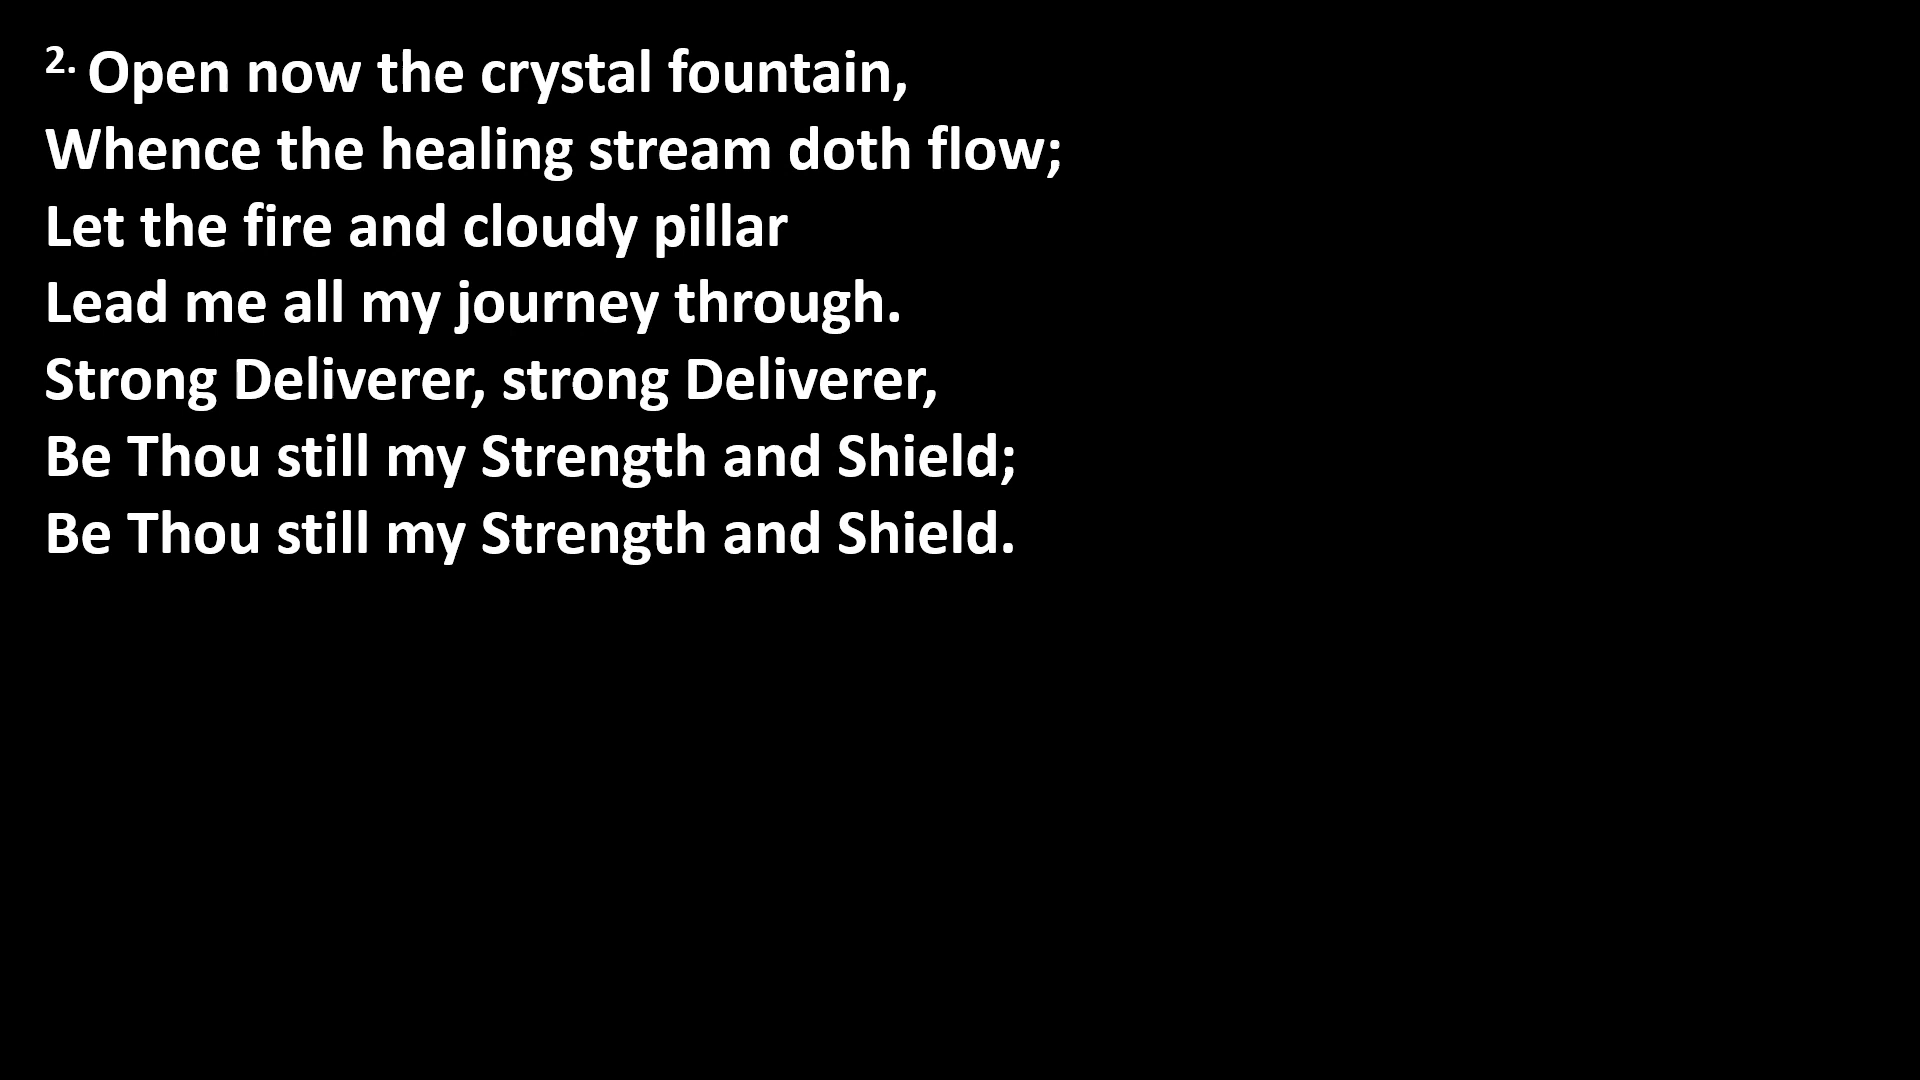 2. Open now the crystal fountain,
Whence the healing stream doth flow;
Let the fire and cloudy pillar
Lead me all my journey through.
Strong Deliverer, strong Deliverer,
Be Thou still my Strength and Shield;
Be Thou still my Strength and Shield.